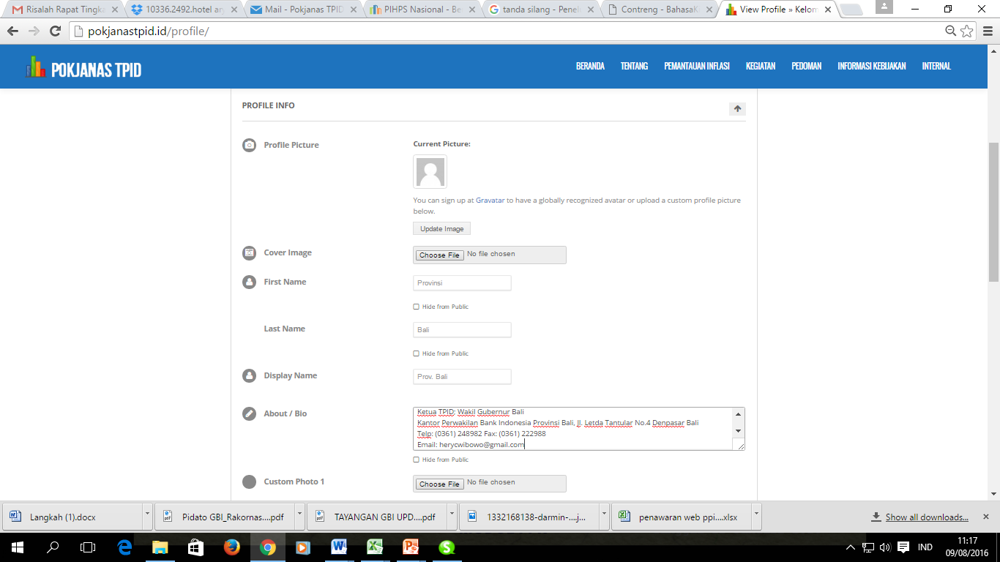 Risalah Rapat Tingka
10336.2492.hotel ar
Mail - Pokjanas TPID
PIHPS Nasional - Be
tanda silang - Penel
Contreng - BahasaK
View Profile » Kelom
pokjanastpid.id/profile/
POKJANAS TPID
BERANDA TENTANG PEMANTAUAN INFLASI KEGIATAN PEDOMAN INFORMASI KEBIJAKAN INTERNAL
PROFILE INFO
Profile Picture
Current Picture:
You can sign up at Gravatar to have a globally recognized avatar or upload a custom profile picture
below.
Update Image
Cover Image
Choose File No file chosen
First Name
Provinsi
Hide from Public
Last Name
Bali
Hide from Public
Display Name
Prov. Bali
About / Bio
Ketua TPID: Wakil Gubernur Bali
Kantor Perwakilan Bank Indonesia Provinsi Bali, Jl. Letda Tantular No.4 Denpasar Bali
Telp: (0361) 248982 Fax: (0361) 222988
Email: herycwibowo@gmail.com
Hide from Public
Custom Photo 1
Choose File No file chosen
Langkah (1).docx
Pidato GBI_Rakornas....pdf
TAYANGAN GBI UPD....pdf
1332168138-darmin-....j...
penawaran web ppi....xlsx
Show all downloads...
IND
11:17
09/08/2016